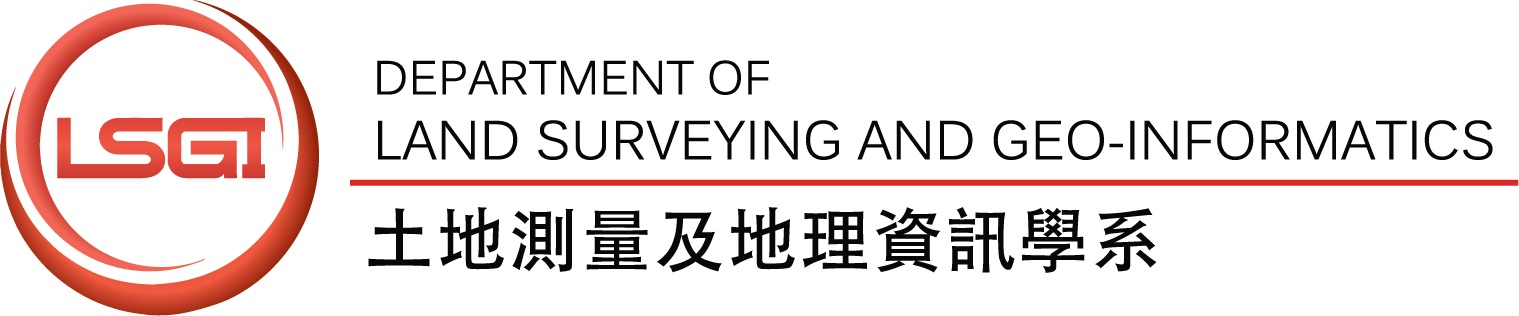 LSGI
DEPARTMENT OF
LAND SURVEYING AND GEO-INFORMATICS
土地測量及地理資訊學系